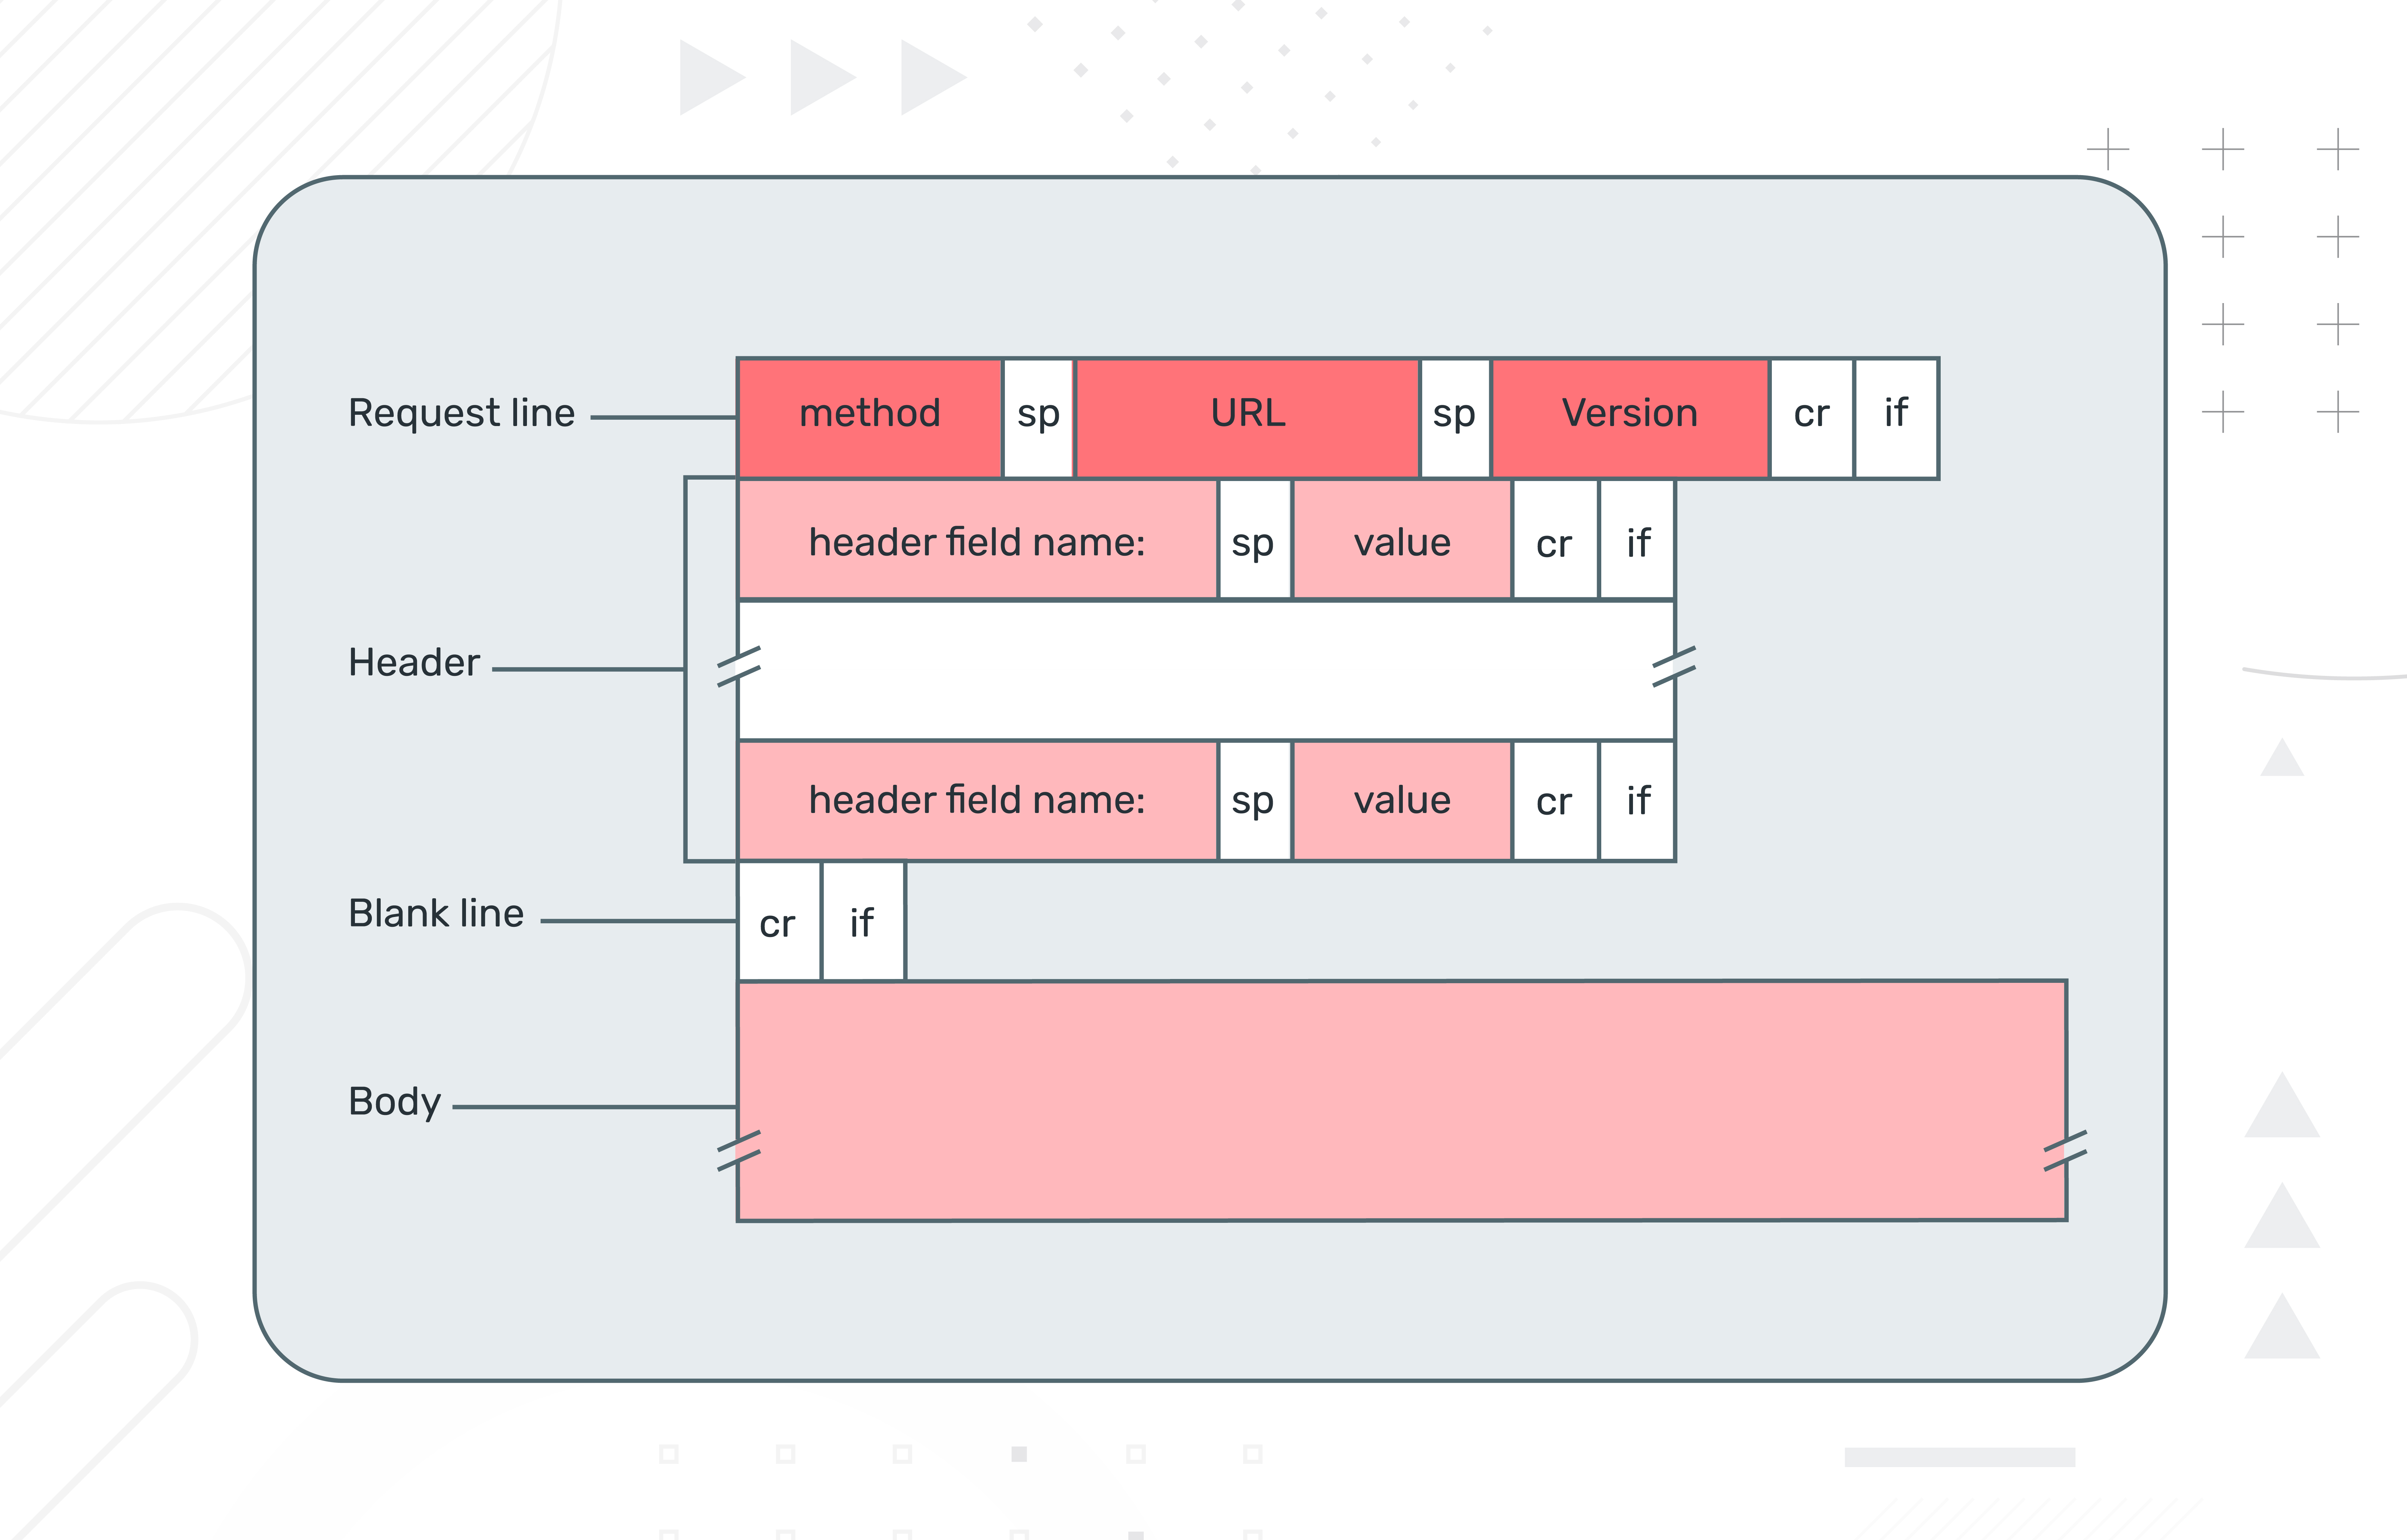 Request line method sp URL sp Version cr if
header field name: sp value cr if
Header
header field name: sp value cr if
Blank line cr if
Body